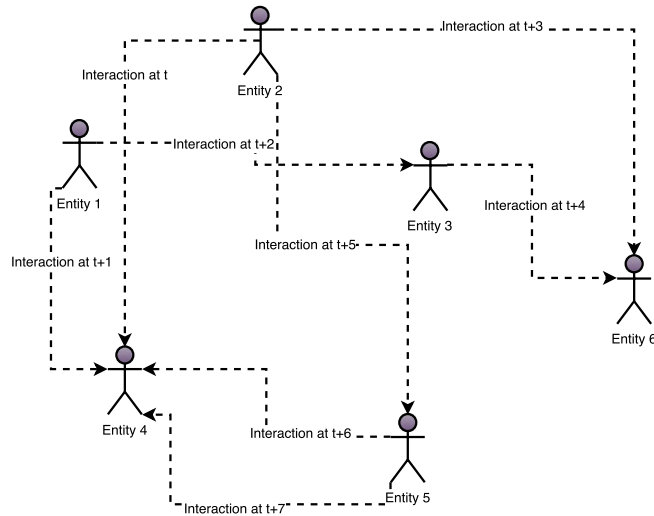 Interaction at t+3
Interaction at t
Entity 2
Interaction at t+2
Entity 1
Entity 3
Interaction at t+4
Interaction at t+5
Interaction at t+1
Entity 6
Entity 4
Interaction at t+6
Entity 5
Interaction at t+7